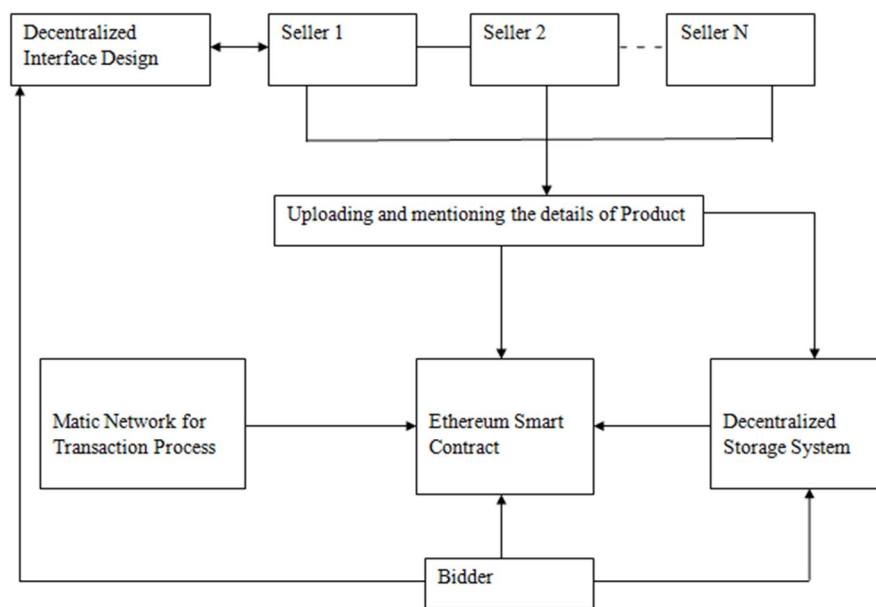 Decentralized
Interface Design
Seller 1
Seller 2
Seller N
Uploading and mentioning the details of Product
Matic Network for
Transaction Process
Ethereum Smart
Contract
Decentralized
Storage System
Bidder